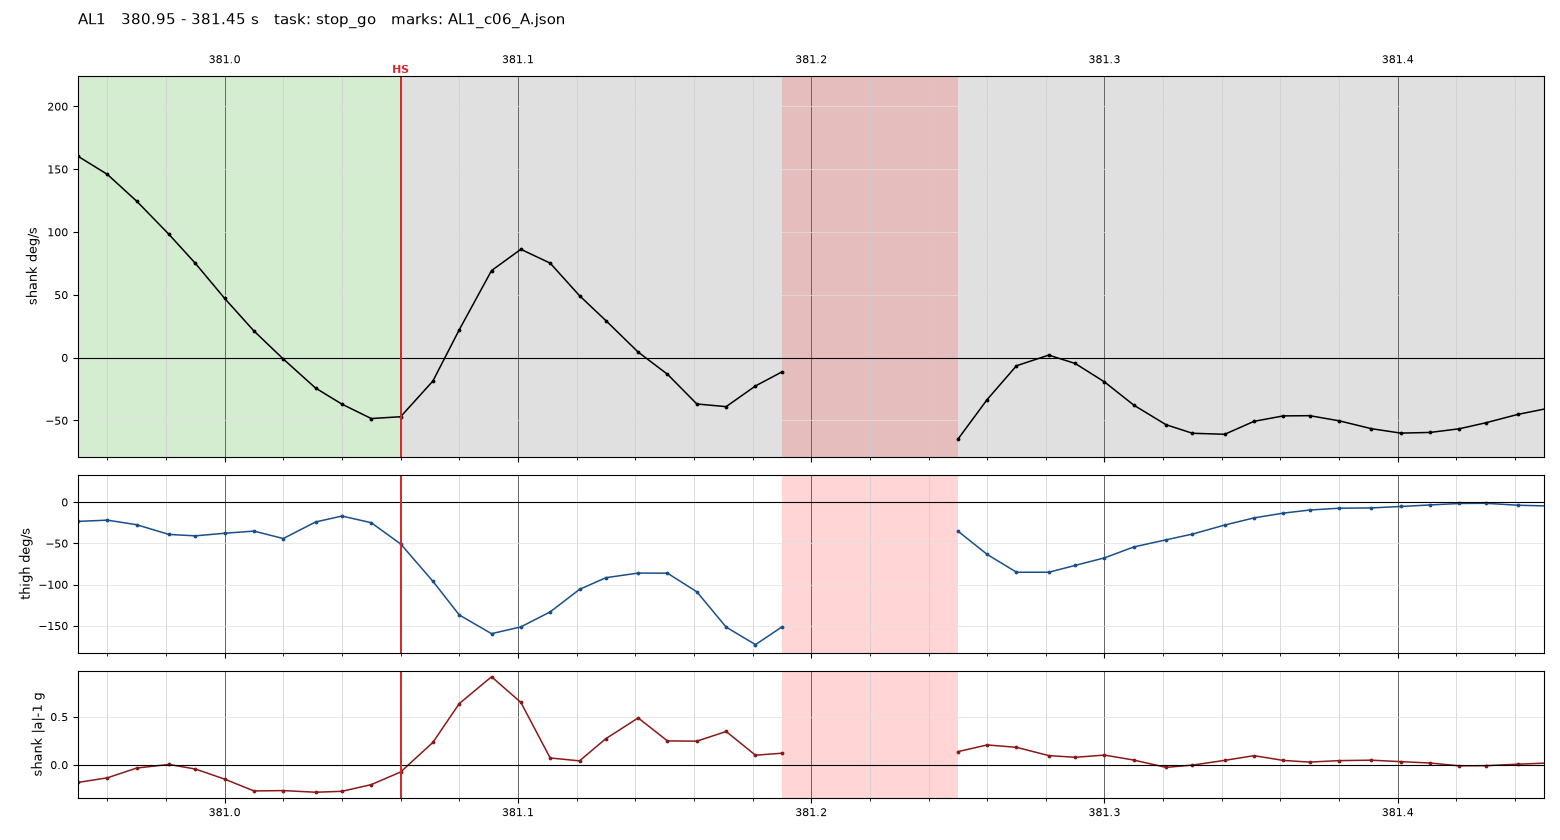 AL1   380.95 - 381.45 s   task: stop_go   marks: AL1_c06_A.json
381.0 381.1 381.2 381.3 381.4
HS
shank deg/s
200
150
100
50
0
−50
thigh deg/s
0
−50
−100
−150
shank |a|-1 g
0.5
0.0
381.0 381.1 381.2 381.3 381.4